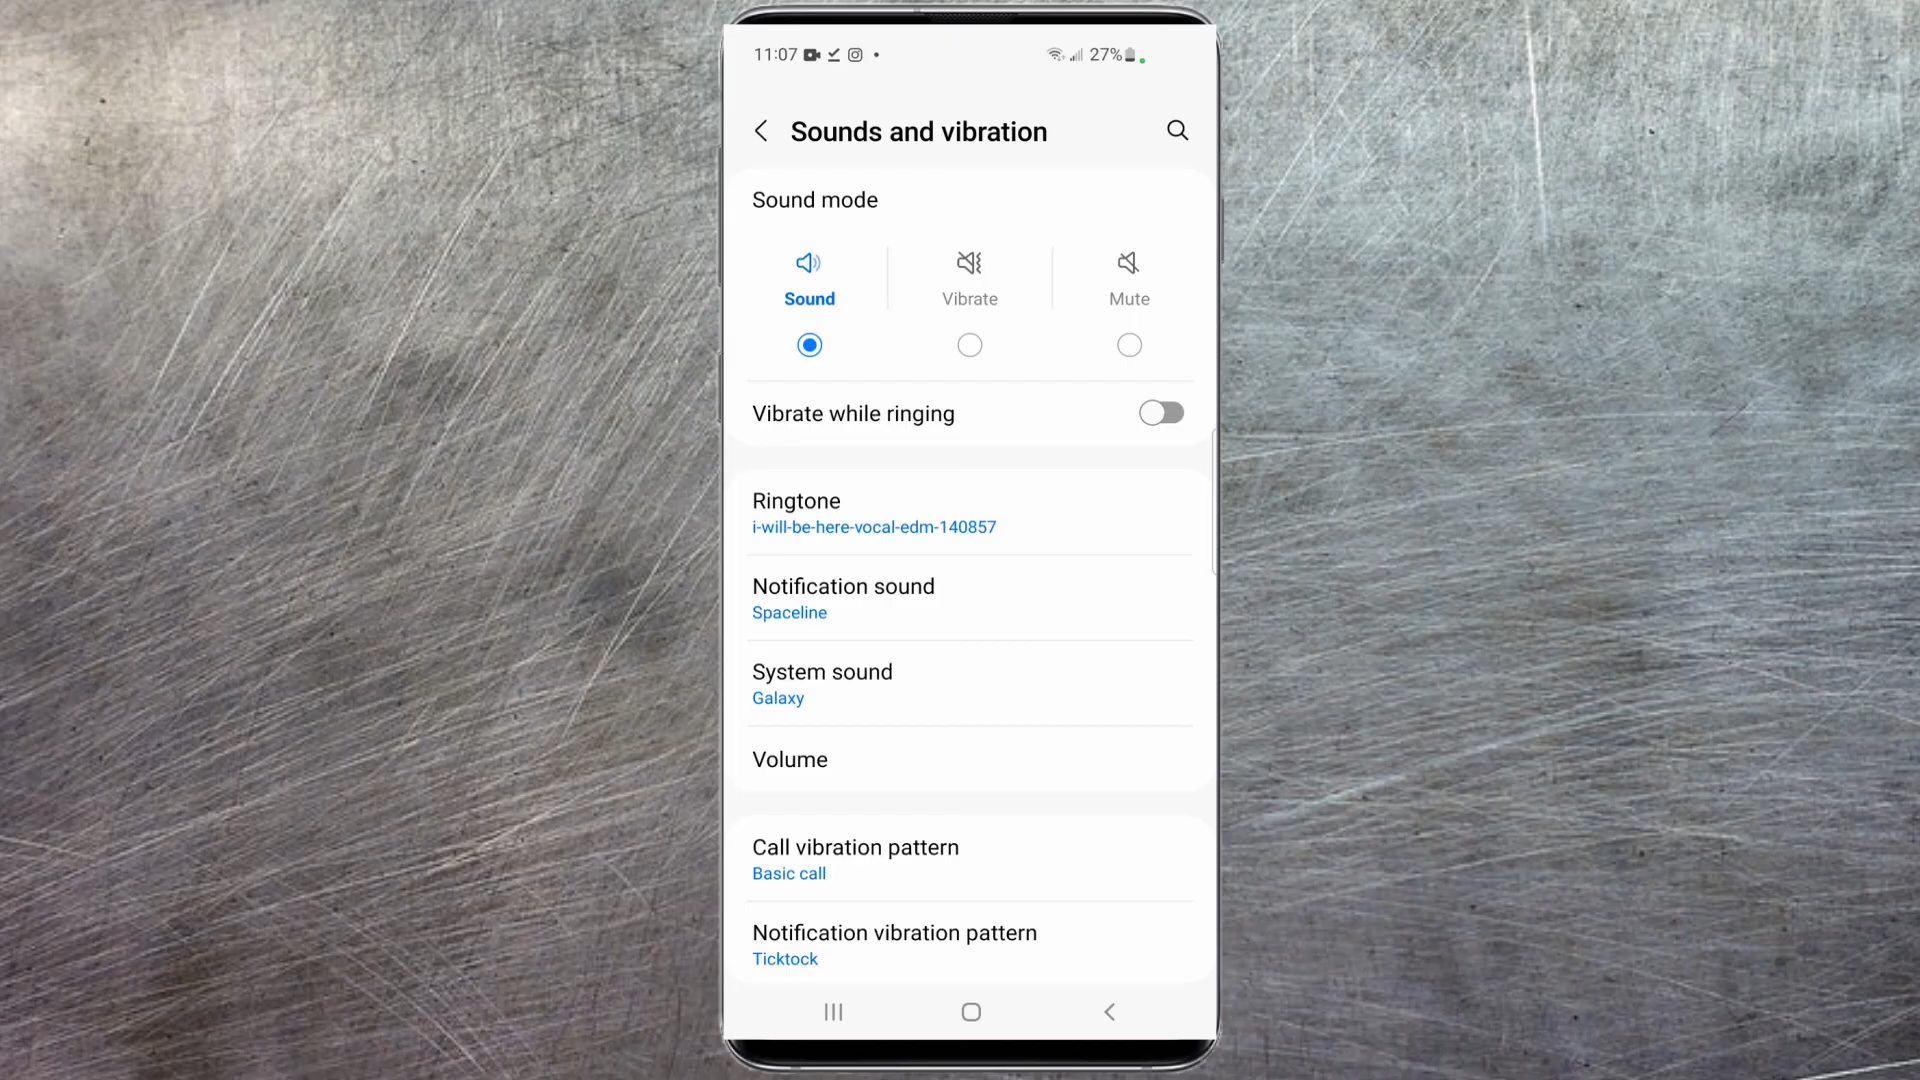 11:07 27%
Sounds and vibration
Sound mode
Sound Vibrate Mute
Vibrate while ringing
Ringtone
i-will-be-here-vocal-edm-140857
Notification sound
Spaceline
System sound
Galaxy
Volume
Call vibration pattern
Basic call
Notification vibration pattern
Ticktock